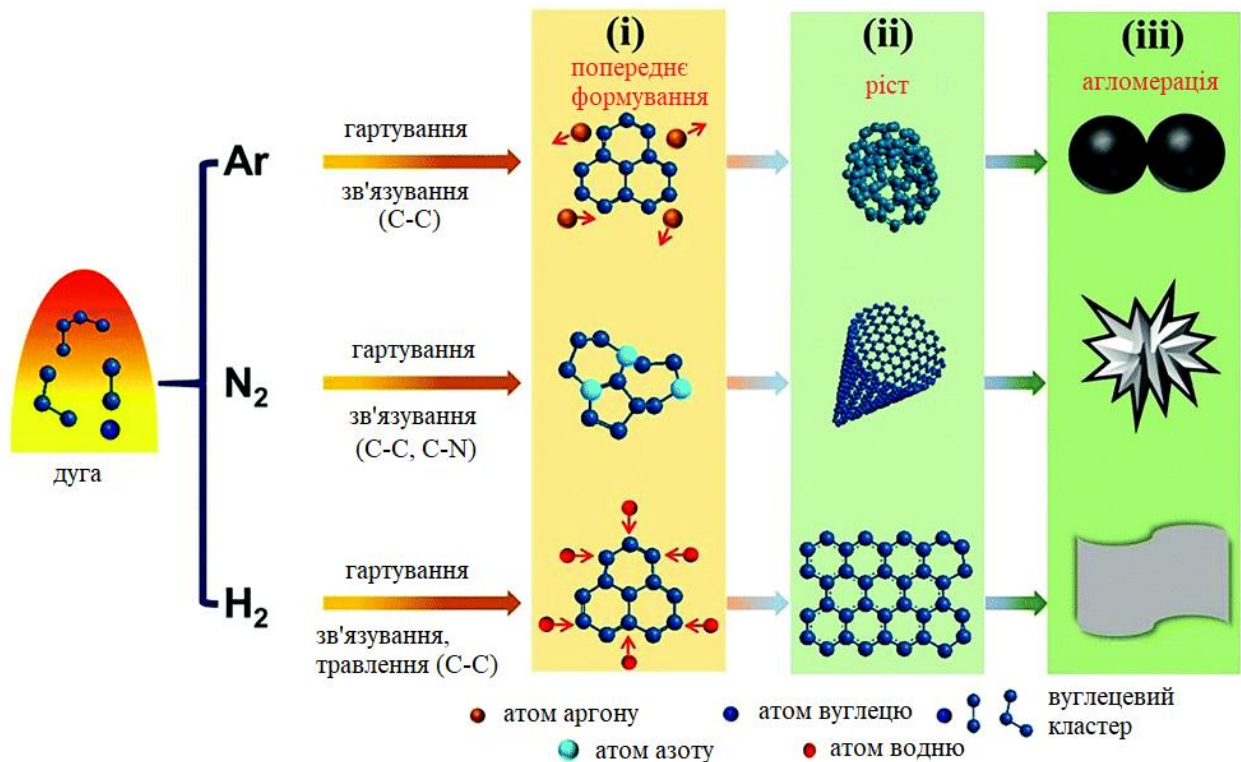 (i)
попереднє
формування
(ii)
ріст
(iii)
агломерація
Ar
гартування
зв'язування
(C-C)
N2
гартування
зв'язування
(C-C, C-N)
дуга
H2
гартування
зв'язування,
травлення (C-C)
атом аргону
атом вуглецю
вуглецевий
кластер
атом азоту
атом водню